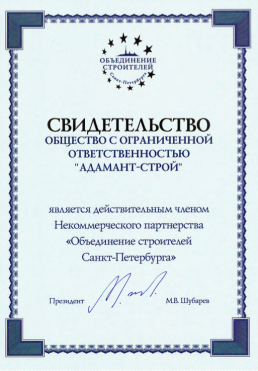 ОБЪЕДИНЕНИЕ
СТРОИТЕЛЕЙ
Санкт-Петербурга
СВИДЕТЕЛЬСТВО
ОБЩЕСТВО С ОГРАНИЧЕННОЙ
ОТВЕТСТВЕННОСТЬЮ
"АДАМАНТ-СТРОЙ"
является действительным членом
Некоммерческого партнерства
«Объединение строителей
Санкт-Петербурга»
Президент
М.В. Шубарев